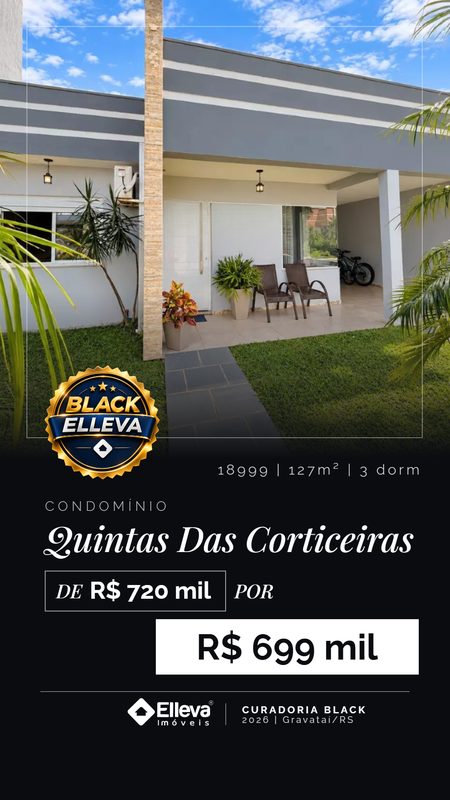 BLACK
ELLEVA
18999 | 127m² | 3 dorm
CONDOMÍNIO
Quintas Das Corticeiras
DE R$ 720 mil POR
R$ 699 mil
Elleva®
Imóveis
CURADORIA BLACK
2026 | Gravataí/RS